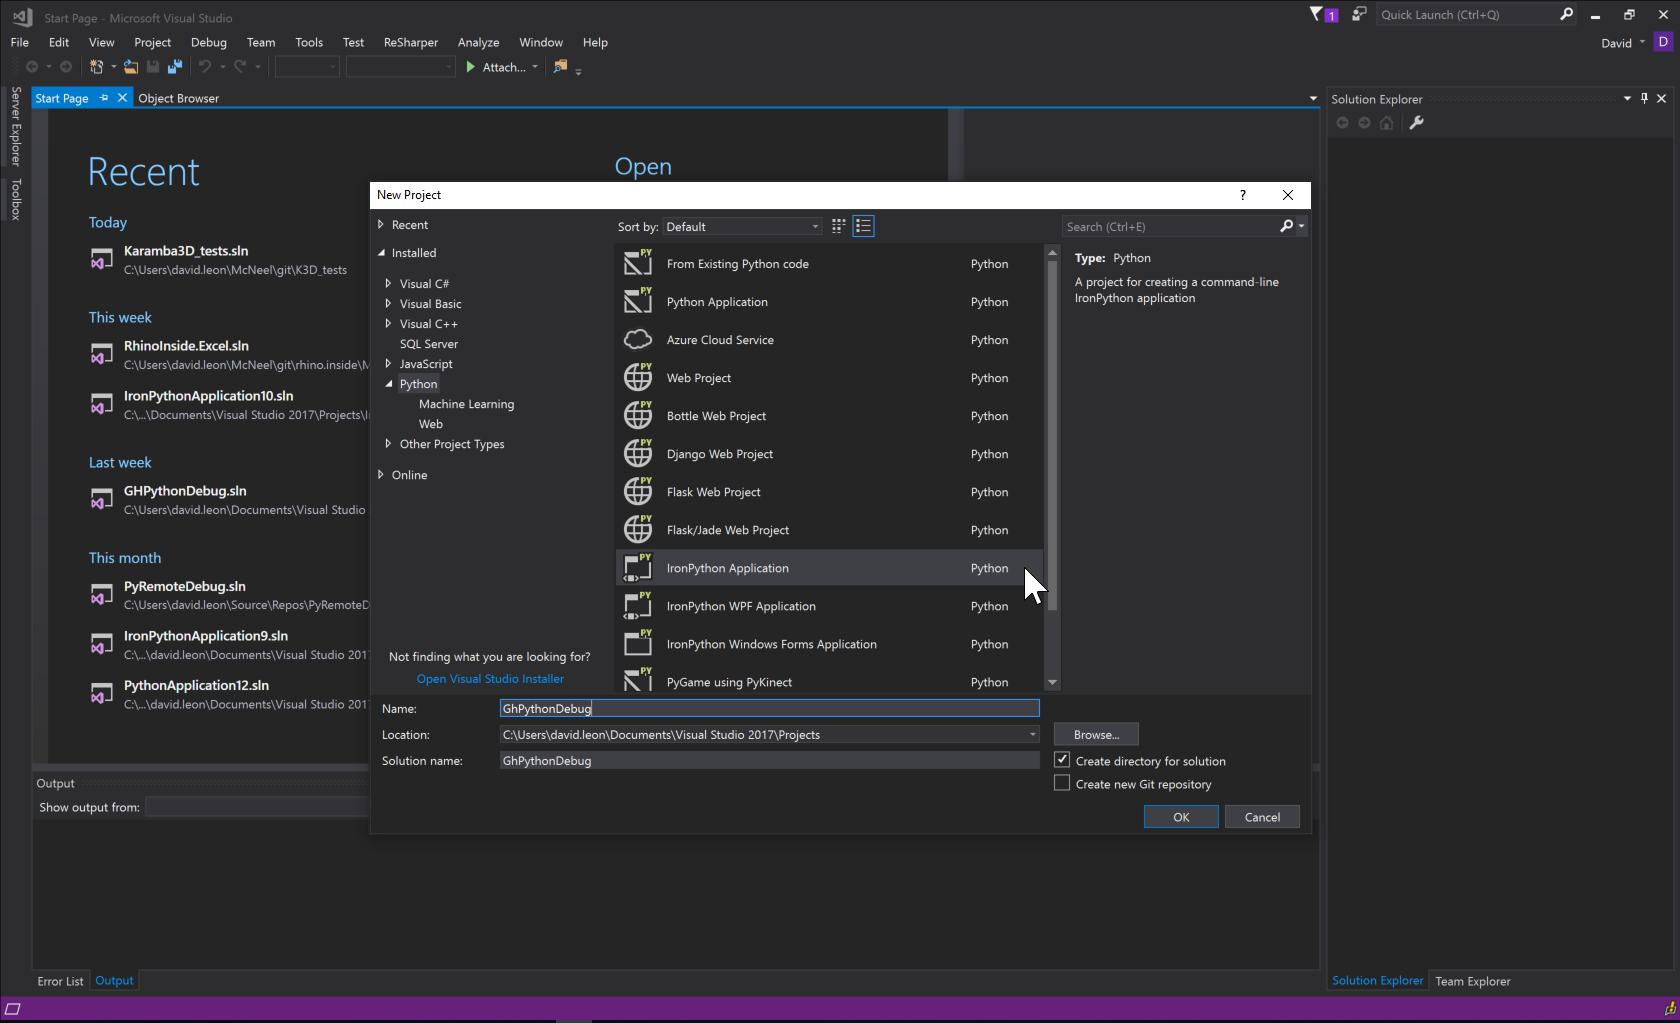 Start Page - Microsoft Visual Studio
1
Quick Launch (Ctrl+Q)
File Edit View Project Debug Team Tools Test ReSharper Analyze Window Help
David D
Attach...
Server Explorer
Toolbox
Start Page
Object Browser
Solution Explorer
Recent
Open
Today
Karamba3D_tests.sln
C:\Users\david.leon\McNeel\git\K3D_tests
This week
RhinoInside.Excel.sln
C:\Users\david.leon\McNeel\git\rhino.inside\
IronPythonApplication10.sln
C:\...\Documents\Visual Studio 2017\Projects\
Last week
GHPythonDebug.sln
C:\Users\david.leon\Documents\Visual Studio
This month
PyRemoteDebug.sln
C:\Users\david.leon\Source\Repos\PyRemoteD
IronPythonApplication9.sln
C:\...\david.leon\Documents\Visual Studio 201
PythonApplication12.sln
C:\...\david.leon\Documents\Visual Studio 201
New Project
?
Recent
Installed
Visual C#
Visual Basic
Visual C++
SQL Server
JavaScript
Python
Machine Learning
Web
Other Project Types
Online
Not finding what you are looking for?
Open Visual Studio Installer
Sort by: Default
Search (Ctrl+E)
PY From Existing Python code Python
PY Python Application Python
Azure Cloud Service Python
PY Web Project Python
PY Bottle Web Project Python
PY Django Web Project Python
PY Flask Web Project Python
PY Flask/Jade Web Project Python
PY IronPython Application Python
PY IronPython WPF Application Python
PY IronPython Windows Forms Application Python
PY PyGame using PyKinect Python
Type: Python
A project for creating a command-line
IronPython application
Name: GhPythonDebug
Location: C:\Users\david.leon\Documents\Visual Studio 2017\Projects
Browse...
Solution name: GhPythonDebug
Create directory for solution
Create new Git repository
OK
Cancel
Output
Show output from:
Error List
Output
Solution Explorer
Team Explorer